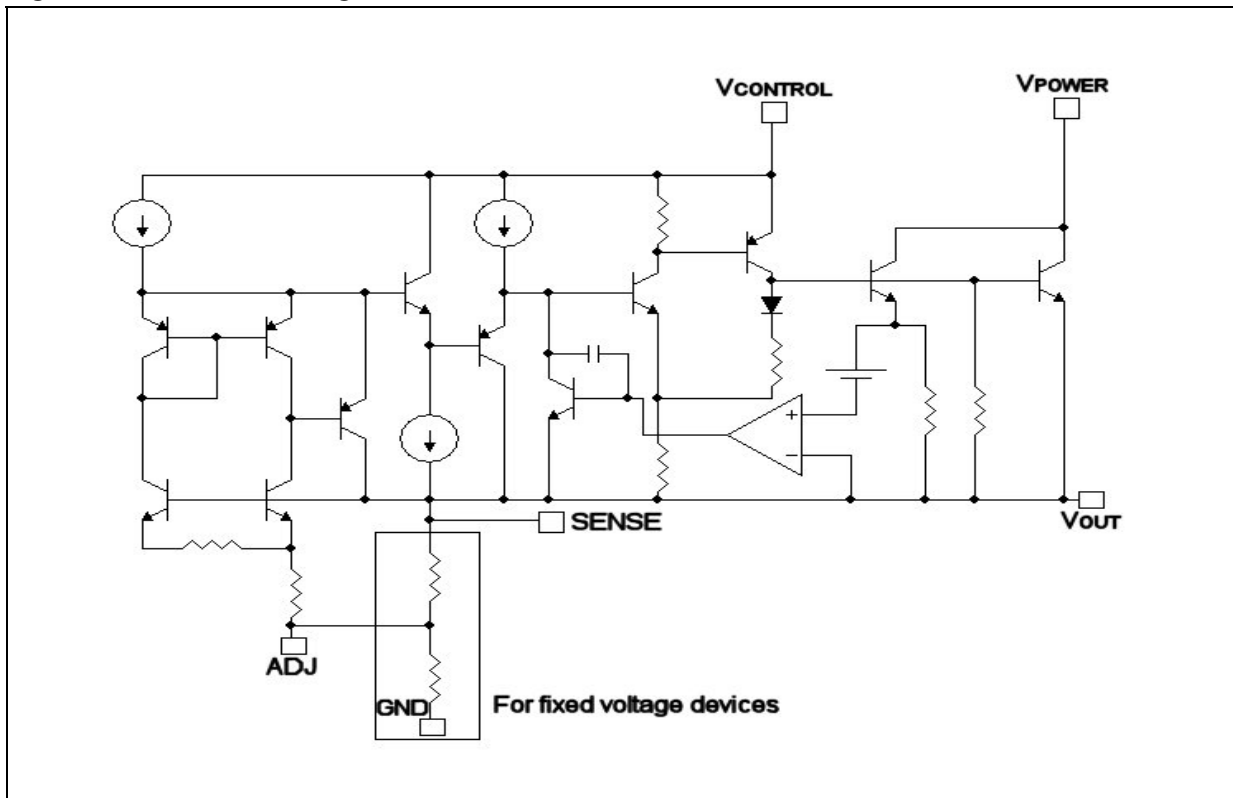 VCONTROL
VPOWER
+
−
SENSE
VOUT
ADJ
GND
For fixed voltage devices